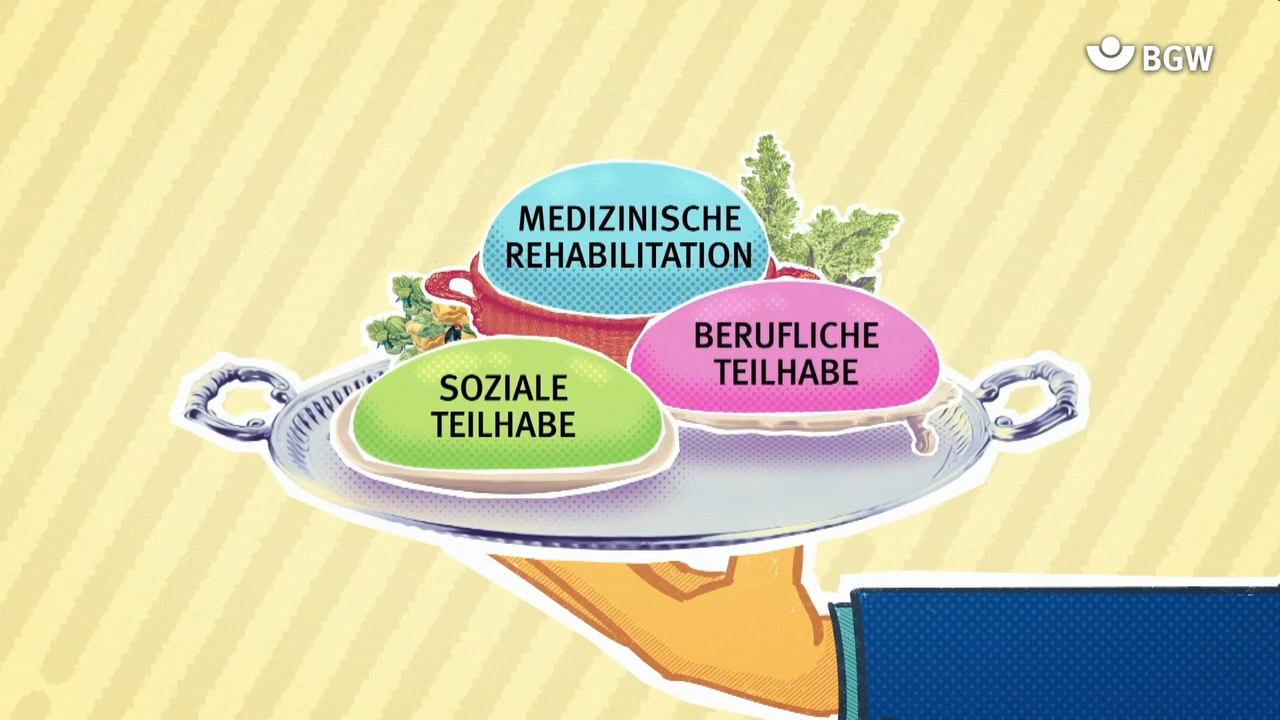 BGW
MEDIZINISCHE
REHABILITATION
BERUFLICHE
TEILHABE
SOZIALE
TEILHABE